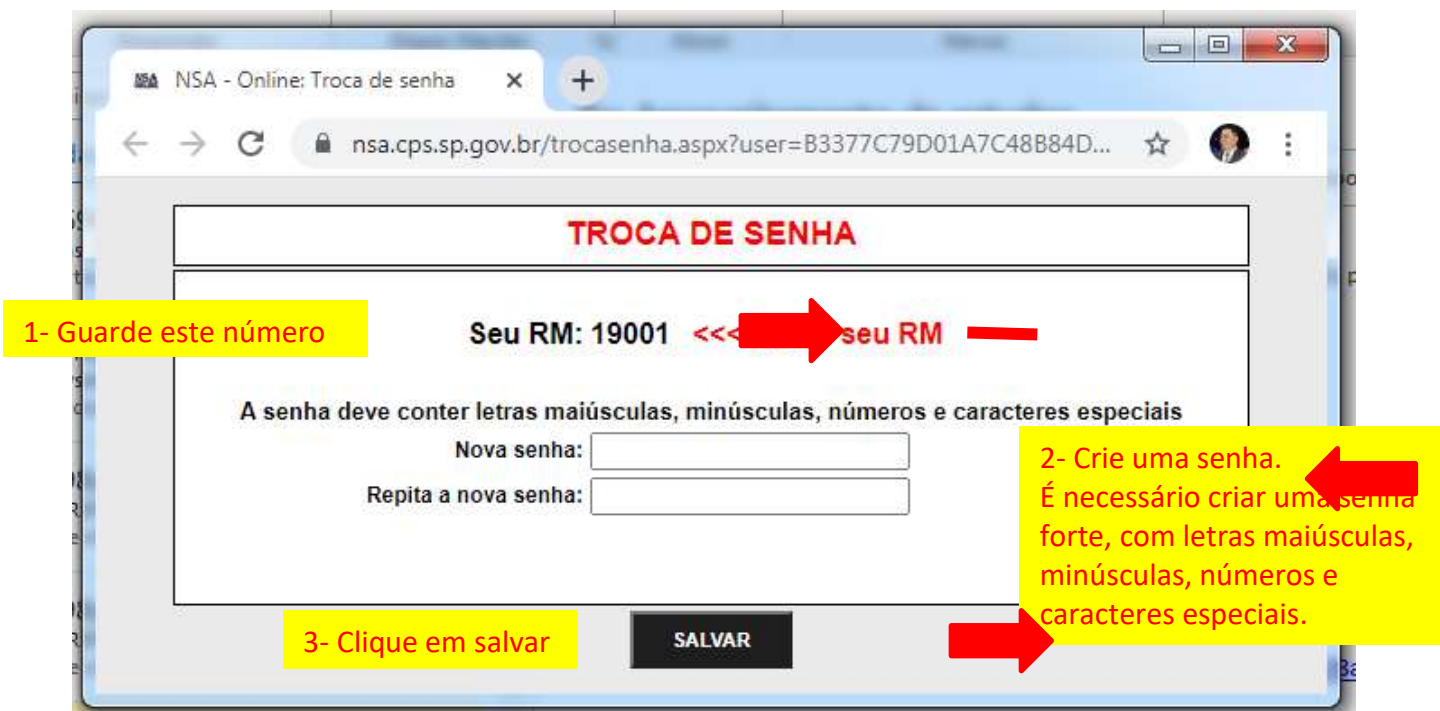 NSA NSA - Online: Troca de senha
nsa.cps.sp.gov.br/trocasenha.aspx?user=B3377C79D01A7C48B84D...
TROCA DE SENHA
1- Guarde este número
Seu RM: 19001 <<< seu RM
A senha deve conter letras maiúsculas, minúsculas, números e caracteres especiais
Nova senha:
Repita a nova senha:
2- Crie uma senha.
É necessário criar uma senha
forte, com letras maiúsculas,
minúsculas, números e
caracteres especiais.
3- Clique em salvar
SALVAR